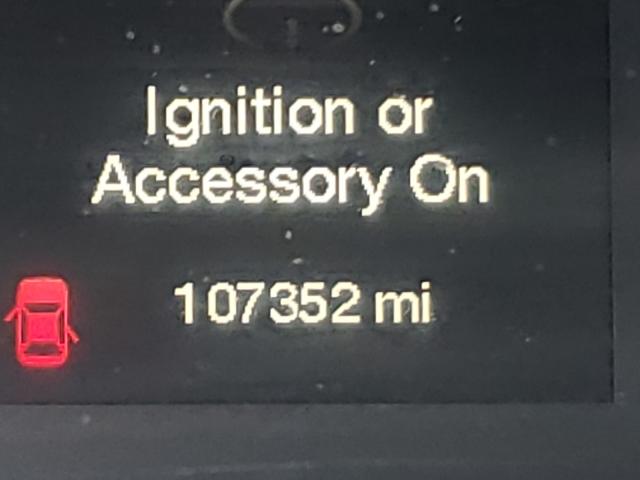 Ignition or
Accessory On
107352 mi